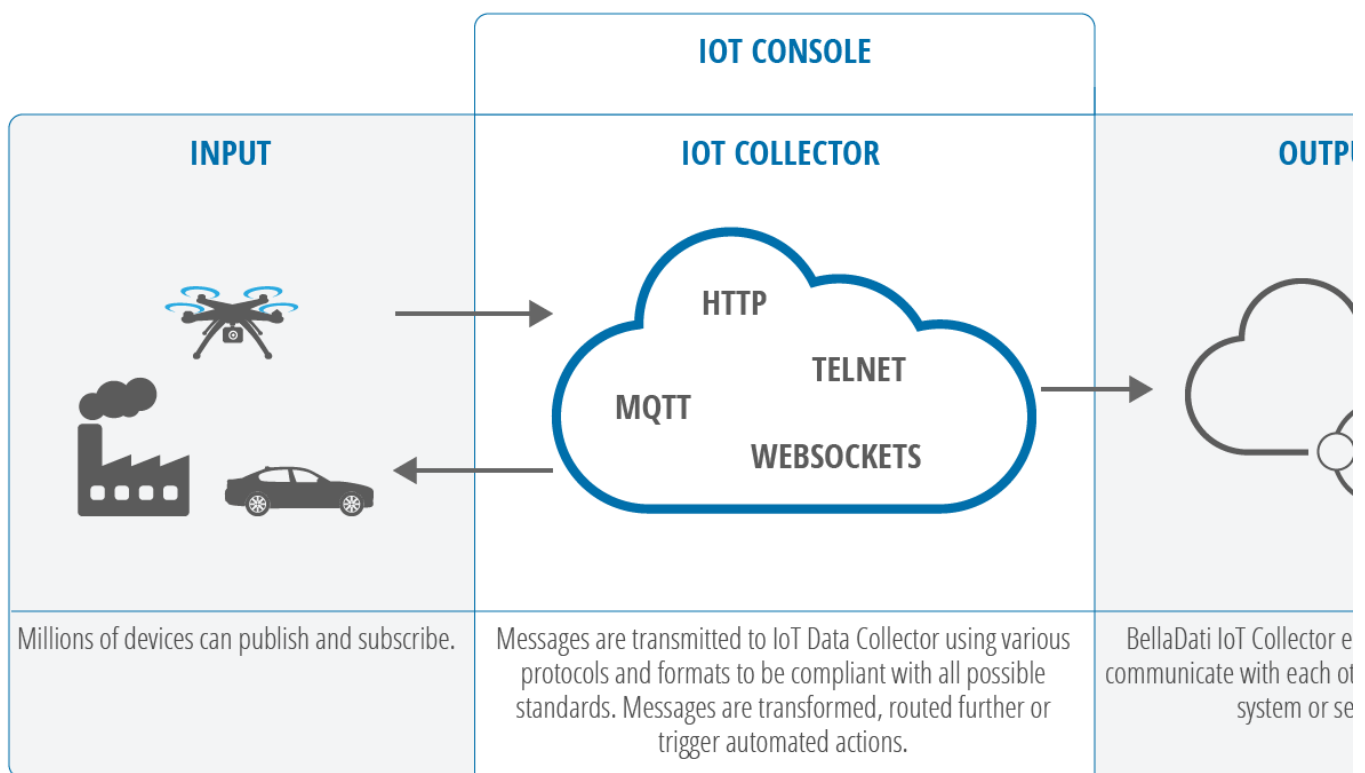 IOT CONSOLE
INPUT
IOT COLLECTOR
HTTP
TELNET
MQTT
WEBSOCKETS
Millions of devices can publish and subscribe.
Messages are transmitted to IoT Data Collector using various
protocols and formats to be compliant with all possible
standards. Messages are transformed, routed further or
trigger automated actions.
BellaDati IoT Collector
communicate with each
system or